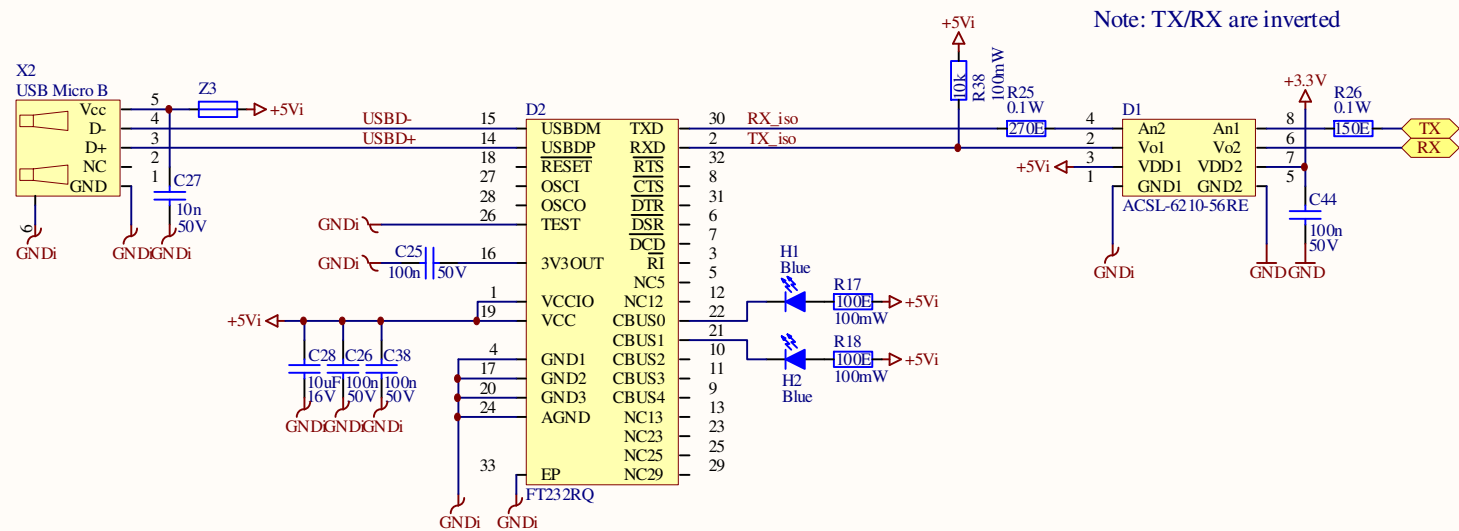 Note: TX/RX are inverted
X2
USB Micro B
Vcc
D-
D+
NC
GND
5
4
3
2
1
6
GNDi
GNDi
GNDi
Z3
+5Vi
C27
10n
50V
USBD-
USBD+
D2
15
14
18
27
28
26
16
1
19
4
17
20
24
33
USBDM
USBDP
RESET
OSCI
OSCO
TEST
3V3OUT
VCCIO
VCC
GND1
GND2
GND3
AGND
EP
TXD
RXD
RTS
CTS
DTR
DSR
DCD
RI
NC5
NC12
CBUS0
CBUS1
CBUS2
CBUS3
CBUS4
NC13
NC23
NC25
NC29
30
2
32
8
31
6
7
3
5
12
22
21
10
11
9
13
23
25
29
FT232RQ
GNDi
GNDi
C25
100n
50V
+5Vi
C28
10uF
16V
C26
100n
50V
C38
100n
50V
GNDi
GNDi
GNDi
GNDi
GNDi
RX_iso
TX_iso
+5Vi
10k
R38
100mW
R25
0.1W
270E
H1
Blue
R17
100E
100mW
+5Vi
H2
Blue
R18
100E
100mW
+5Vi
D1
4
2
3
1
+5Vi
An2
Vo1
VDD1
GND1
An1
Vo2
VDD2
GND2
8
6
7
5
ACSL-6210-56RE
GNDi
GND
GND
+3.3V
R26
0.1W
150E
TX
RX
C44
100n
50V